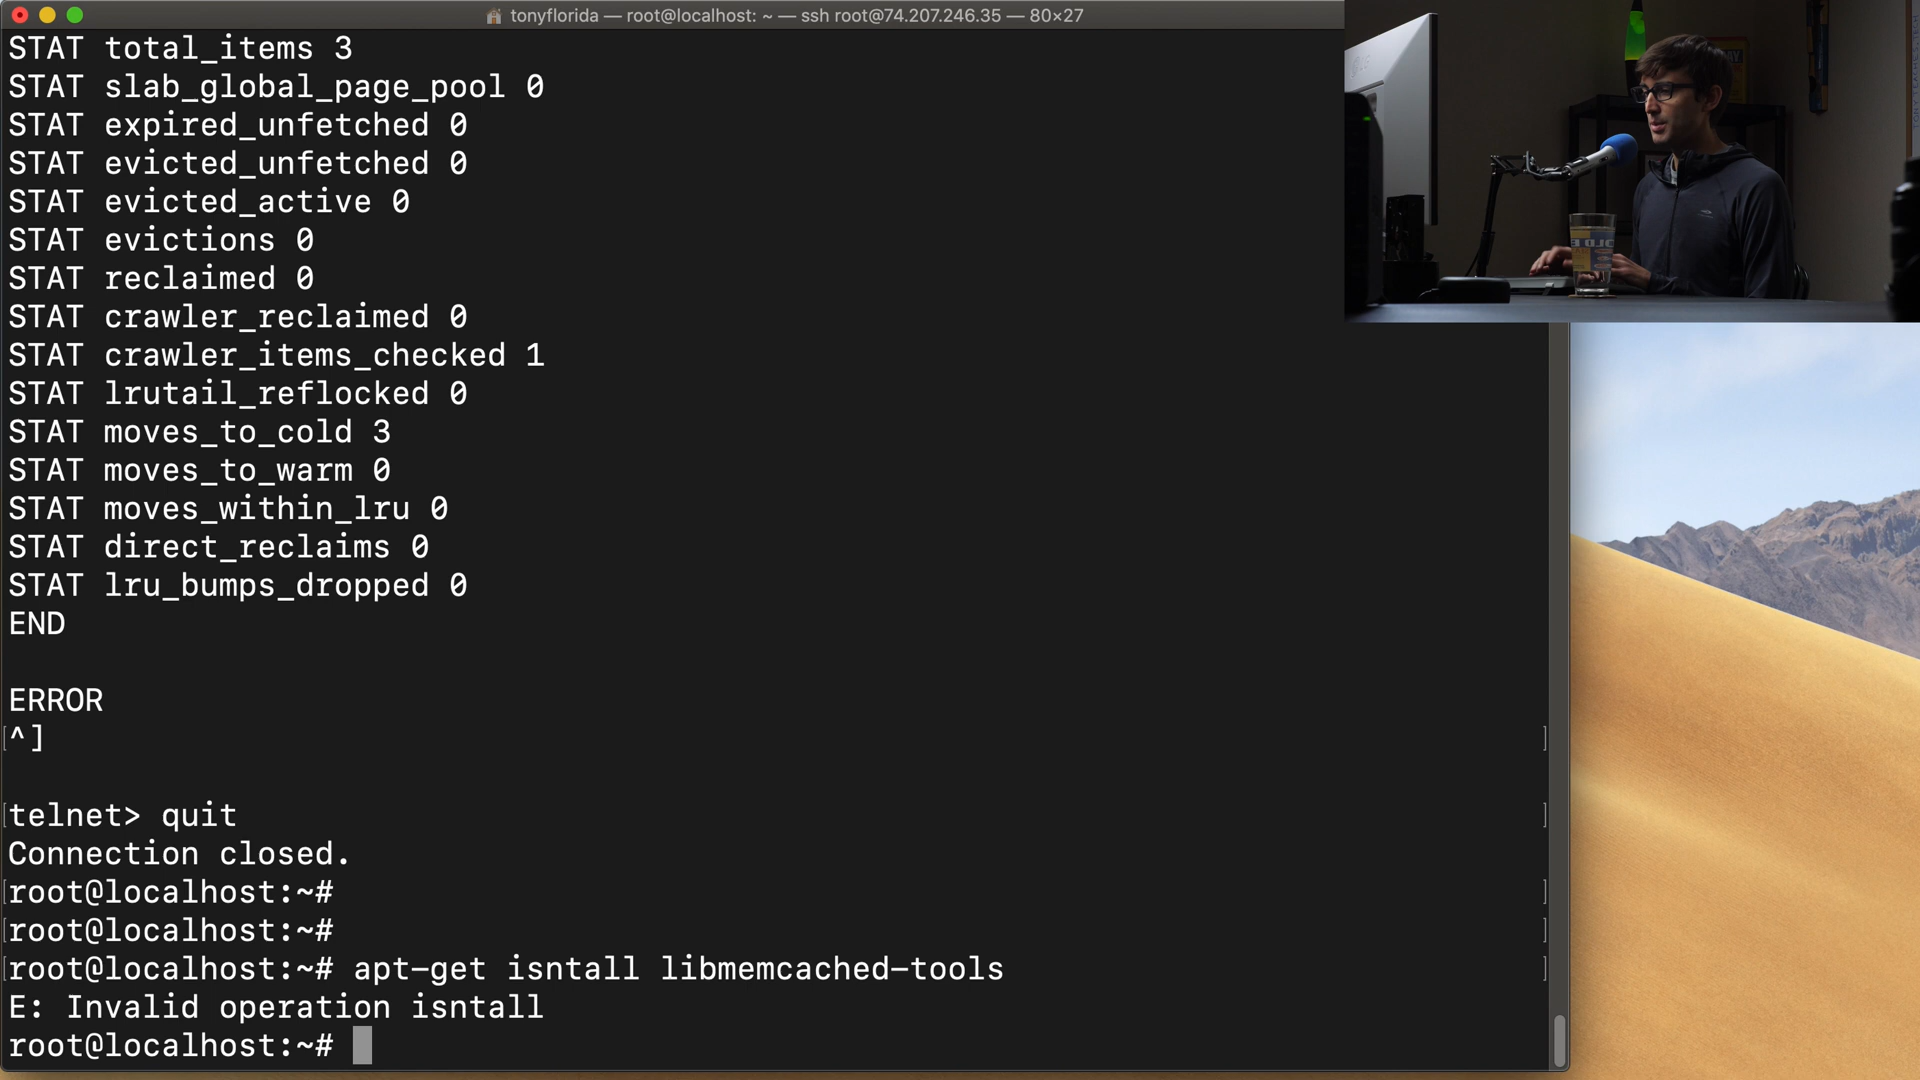 tonyflorida — root@localhost: ~ — ssh root@74.207.246.35 — 80×27
STAT total_items 3
STAT slab_global_page_pool 0
STAT expired_unfetched 0
STAT evicted_unfetched 0
STAT evicted_active 0
STAT evictions 0
STAT reclaimed 0
STAT crawler_reclaimed 0
STAT crawler_items_checked 1
STAT lrutail_reflocked 0
STAT moves_to_cold 3
STAT moves_to_warm 0
STAT moves_within_lru 0
STAT direct_reclaims 0
STAT lru_bumps_dropped 0
END
ERROR
^]
telnet> quit
Connection closed.
root@localhost:~#
root@localhost:~#
root@localhost:~# apt-get isntall libmemcached-tools
E: Invalid operation isntall
root@localhost:~#